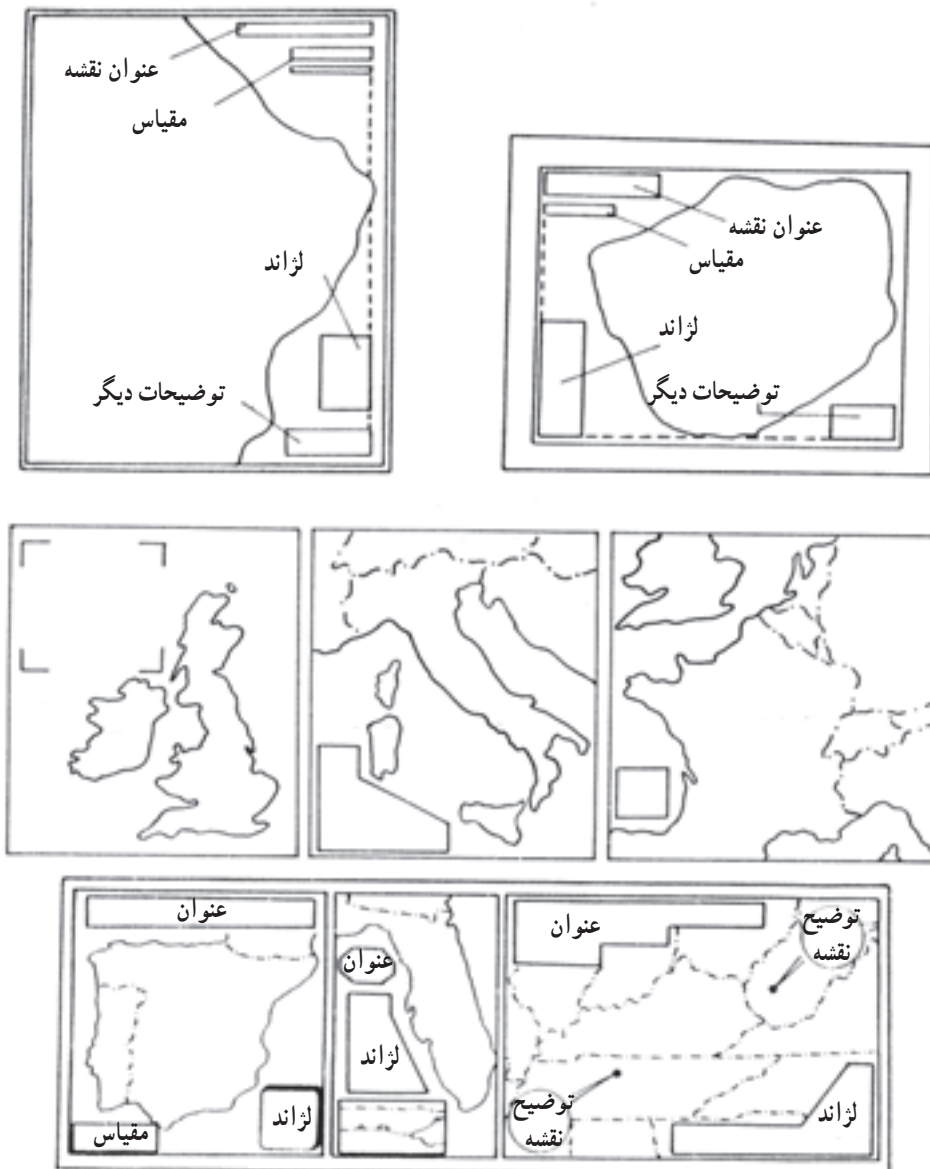 عنوان نقشه
مقیاس
لژاند
توضیحات دیگر
عنوان نقشه
مقیاس
لژاند
توضیحات دیگر
عنوان
مقیاس
لژاند
عنوان
لژاند
عنوان
توضیح
نقشه
توضیح
نقشه
لژاند